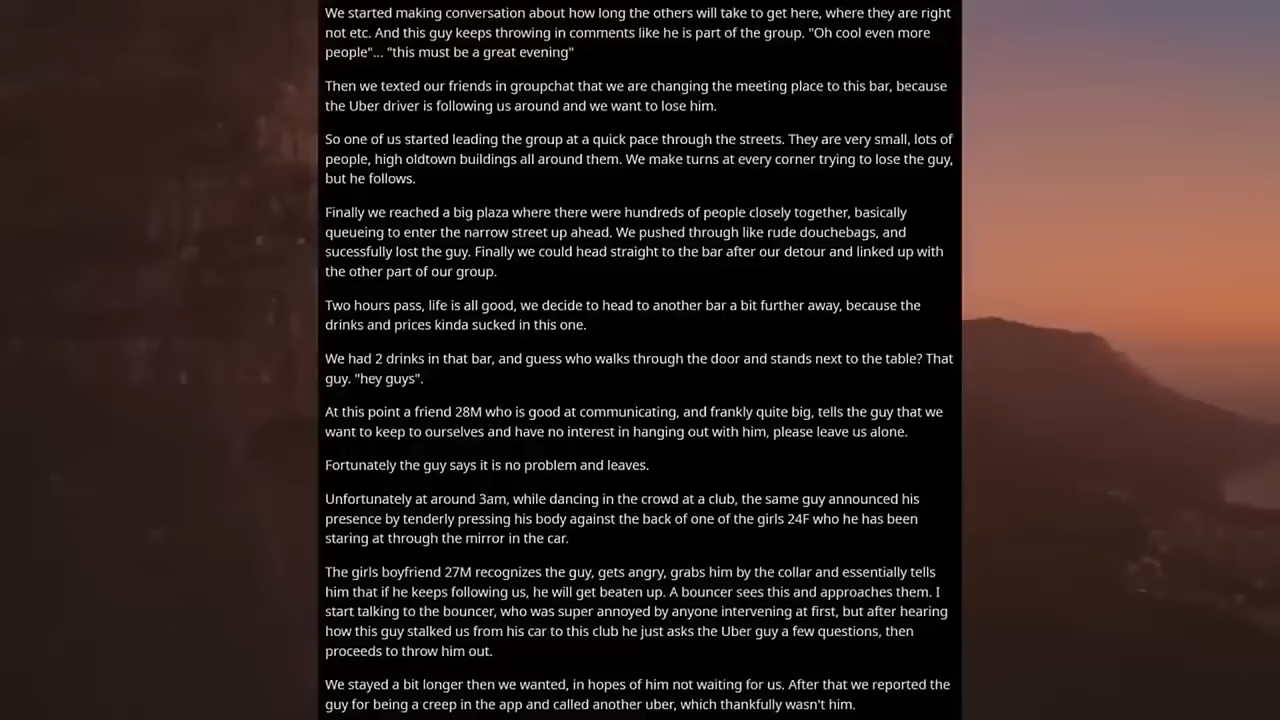 We started making conversation about how long the others will take to get here, where they are right
not etc. And this guy keeps throwing in comments like he is part of the group. "Oh cool even more
people"... "this must be a great evening"
Then we texted our friends in groupchat that we are changing the meeting place to this bar, because
the Uber driver is following us around and we want to lose him.
So one of us started leading the group at a quick pace through the streets. They are very small, lots of
people, high oldtown buildings all around them. We make turns at every corner trying to lose the guy,
but he follows.
Finally we reached a big plaza where there were hundreds of people closely together, basically
queueing to enter the narrow street up ahead. We pushed through like rude douchebags, and
sucessfully lost the guy. Finally we could head straight to the bar after our detour and linked up with
the other part of our group.
Two hours pass, life is all good, we decide to head to another bar a bit further away, because the
drinks and prices kinda sucked in this one.
We had 2 drinks in that bar, and guess who walks through the door and stands next to the table? That
guy. "hey guys".
At this point a friend 28M who is good at communicating, and frankly quite big, tells the guy that we
want to keep to ourselves and have no interest in hanging out with him, please leave us alone.
Fortunately the guy says it is no problem and leaves.
Unfortunately at around 3am, while dancing in the crowd at a club, the same guy announced his
presence by tenderly pressing his body against the back of one of the girls 24F who he has been
staring at through the mirror in the car.
The girls boyfriend 27M recognizes the guy, gets angry, grabs him by the collar and essentially tells
him that if he keeps following us, he will get beaten up. A bouncer sees this and approaches them. I
start talking to the bouncer, who was super annoyed by anyone intervening at first, but after hearing
how this guy stalked us from his car to this club he just asks the Uber guy a few questions, then
proceeds to throw him out.
We stayed a bit longer then we wanted, in hopes of him not waiting for us. After that we reported the
guy for being a creep in the app and called another uber, which thankfully wasn't him.